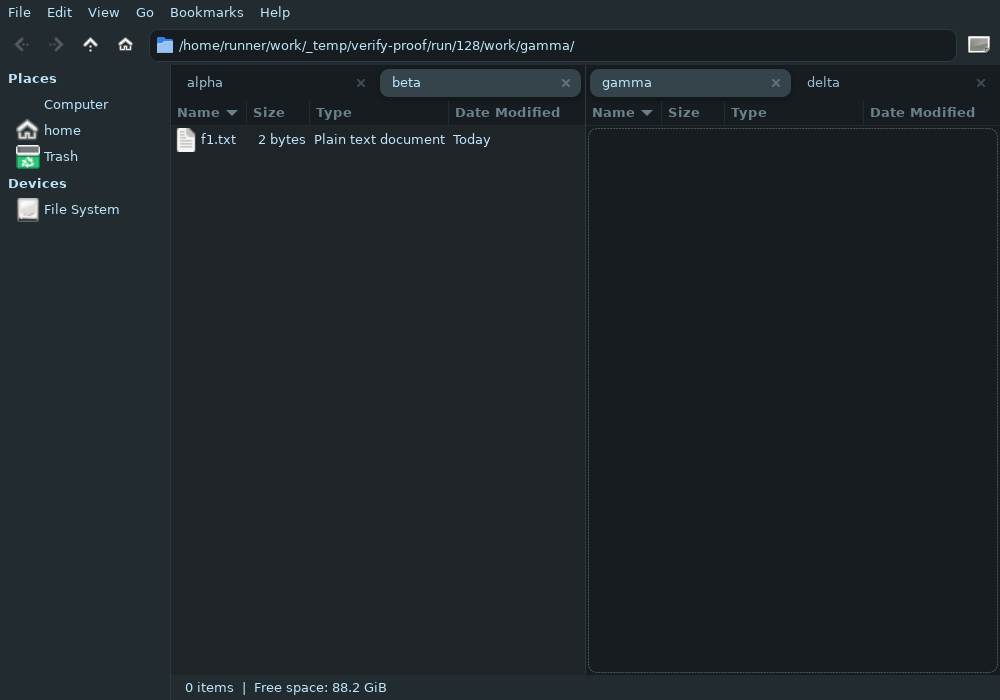 File Edit View Go Bookmarks Help
/home/runner/work/_temp/verify-proof/run/128/work/gamma/
Places
Computer
home
Trash
Devices
File System
alpha
beta
Name Size Type Date Modified
f1.txt 2 bytes Plain text document Today
gamma
delta
Name Size Type Date Modified
0 items | Free space: 88.2 GiB